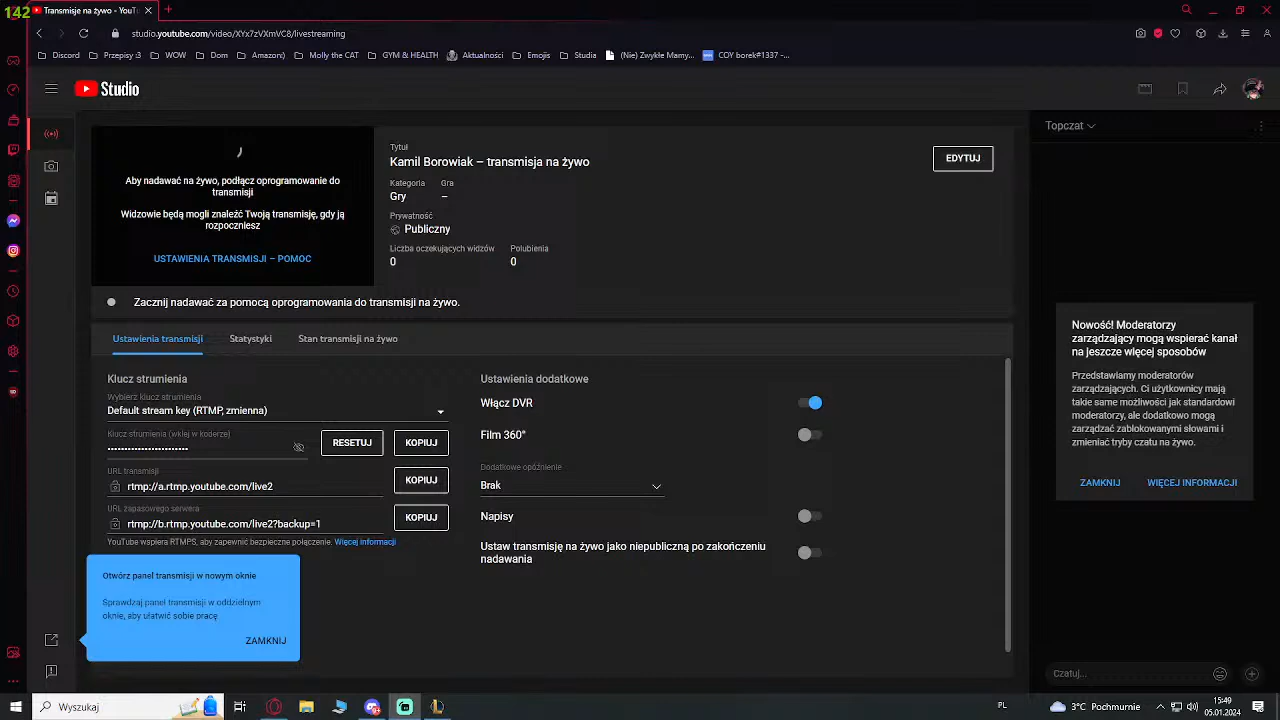 142
Transmisje na żywo - YouTu
studio.youtube.com/video/XYx7zVXmVC8/livestreaming
Discord
Przepisy :3
WOW
Dom
Amazon:)
Molly the CAT
GYM & HEALTH
Aktualności
Emojis
Studia
(Nie) Zwykłe Mamy...
COY borek#1337 -...
Studio
Aby nadawać na żywo, podłącz oprogramowanie do
transmisji
Widzowie będą mogli znaleźć Twoją transmisję, gdy ją
rozpoczniesz
USTAWIENIA TRANSMISJI – POMOC
Tytuł
Kamil Borowiak – transmisja na żywo
EDYTUJ
Kategoria Gra
Gry –
Prywatność
Publiczny
Liczba oczekujących widzów Polubienia
0 0
Zacznij nadawać za pomocą oprogramowania do transmisji na żywo.
Ustawienia transmisji Statystyki Stan transmisji na żywo
Klucz strumienia
Wybierz klucz strumienia
Default stream key (RTMP, zmienna)
Klucz strumienia (wklej w koderze)
••••••••••••••••••••••••
RESETUJ
KOPIUJ
URL transmisji
rtmp://a.rtmp.youtube.com/live2
KOPIUJ
URL zapasowego serwera
rtmp://b.rtmp.youtube.com/live2?backup=1
KOPIUJ
YouTube wspiera RTMPS, aby zapewnić bezpieczne połączenie. Więcej informacji
Ustawienia dodatkowe
Włącz DVR
Film 360°
Dodatkowe opóźnienie
Brak
Napisy
Ustaw transmisję na żywo jako niepubliczną po zakończeniu
nadawania
Otwórz panel transmisji w nowym oknie
Sprawdzaj panel transmisji w oddzielnym
oknie, aby ułatwić sobie pracę
ZAMKNIJ
Topczat
Nowość! Moderatorzy
zarządzający mogą wspierać kanał
na jeszcze więcej sposobów
Przedstawiamy moderatorów
zarządzających. Ci użytkownicy mają
takie same możliwości jak standardowi
moderatorzy, ale dodatkowo mogą
zarządzać zablokowanymi słowami i
zmieniać tryby czatu na żywo.
ZAMKNIJ WIĘCEJ INFORMACJI
Czatuj...
Wyszukaj
PL
3°C Pochmurnie
15:49
05.01.2024